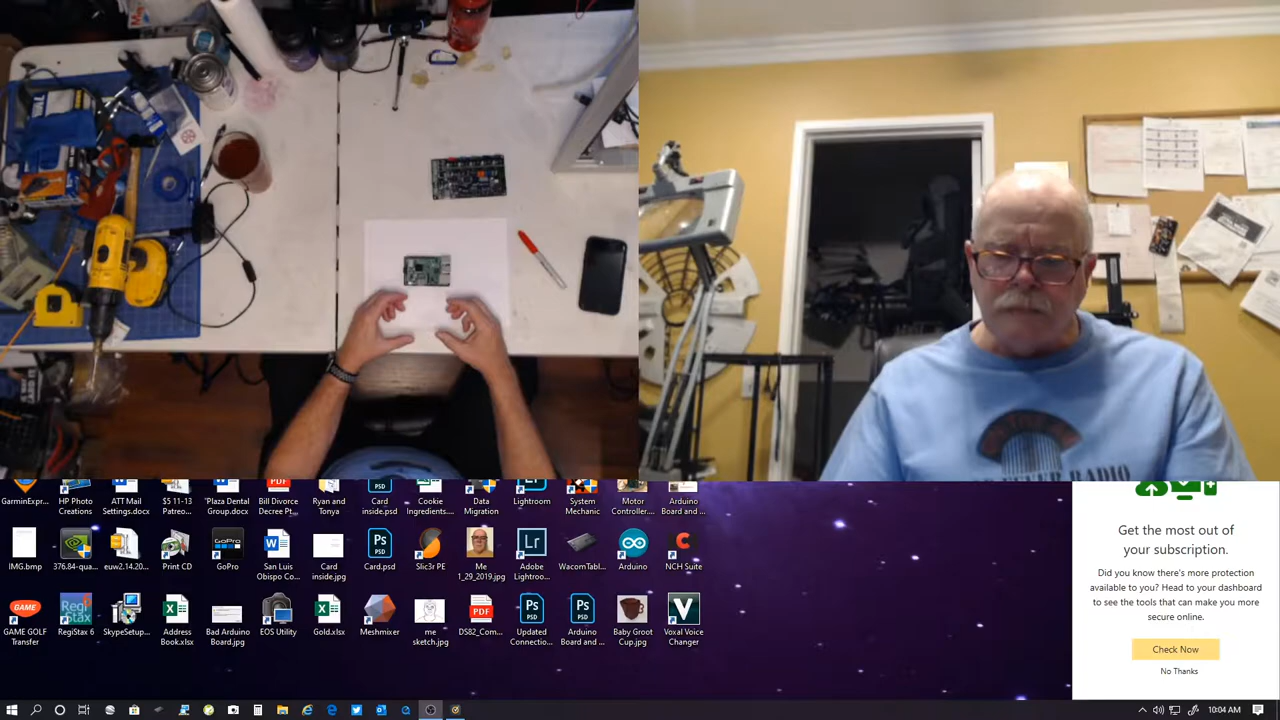 GarminExpr...
HP Photo
Creations
ATT Mail
Settings.docx
$5 11-13
Patreo...
"Plaza Dental
Group.docx
Bill Divorce
Decree Pt...
Ryan and
Tonya
Card
inside.psd
Cookie
Ingredients...
Data
Migration
Lightroom
System
Mechanic
Motor
Controller....
Arduino
Board and ...
IMG.bmp
376.84-qua...
euw2.14.20...
Print CD
GoPro
San Luis
Obispo Co...
Card
inside.jpg
Card.psd
Slic3r PE
Me
1_29_2019.jpg
Adobe
Lightroo...
WacomTabl...
Arduino
NCH Suite
GAME GOLF
Transfer
RegiStax 6
SkypeSetup...
Address
Book.xlsx
Bad Arduino
Board.jpg
EOS Utility
Gold.xlsx
Meshmixer
me
sketch.jpg
DS82_Com...
Updated
Connectio...
Arduino
Board and ...
Baby Groot
Cup.jpg
Voxal Voice
Changer
Get the most out of
your subscription.
Did you know there's more protection
available to you? Head to your dashboard
to see the tools that can make you more
secure online.
Check Now
No Thanks
10:04 AM